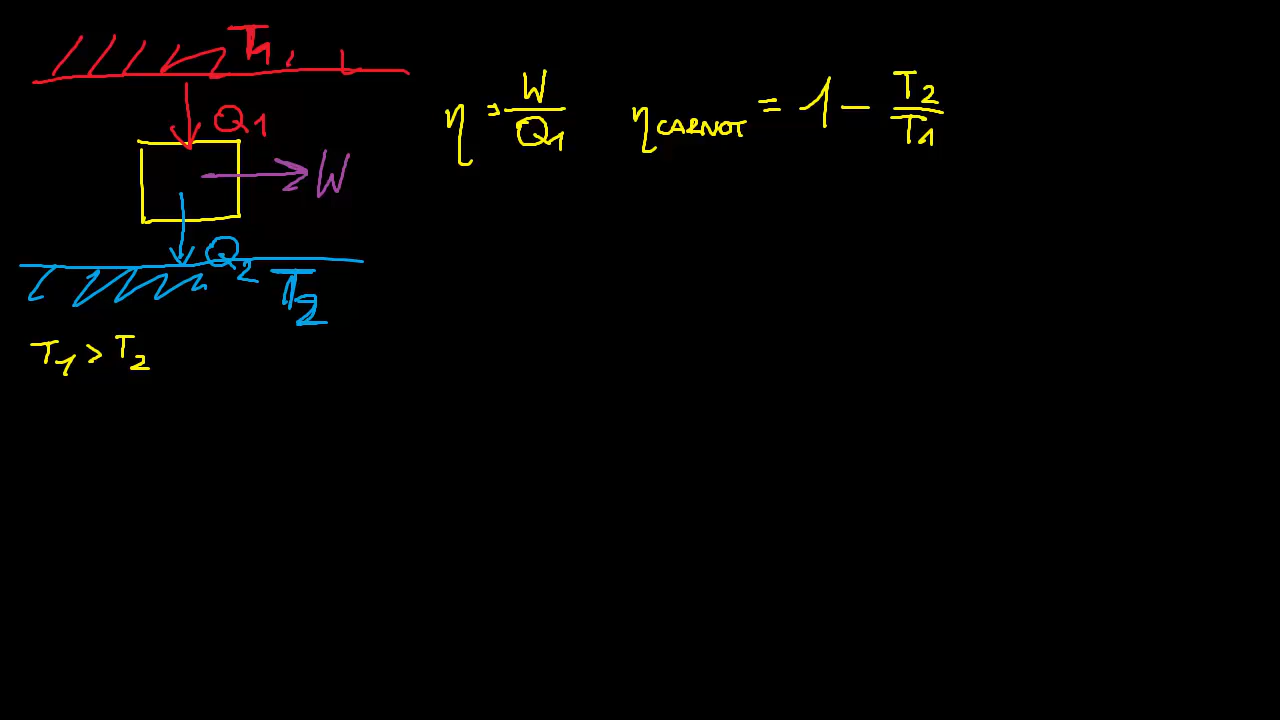 T1
Q1
W
Q2
T2
T1 > T2
η = W/Q1
ηCARNOT = 1 - T2/T1